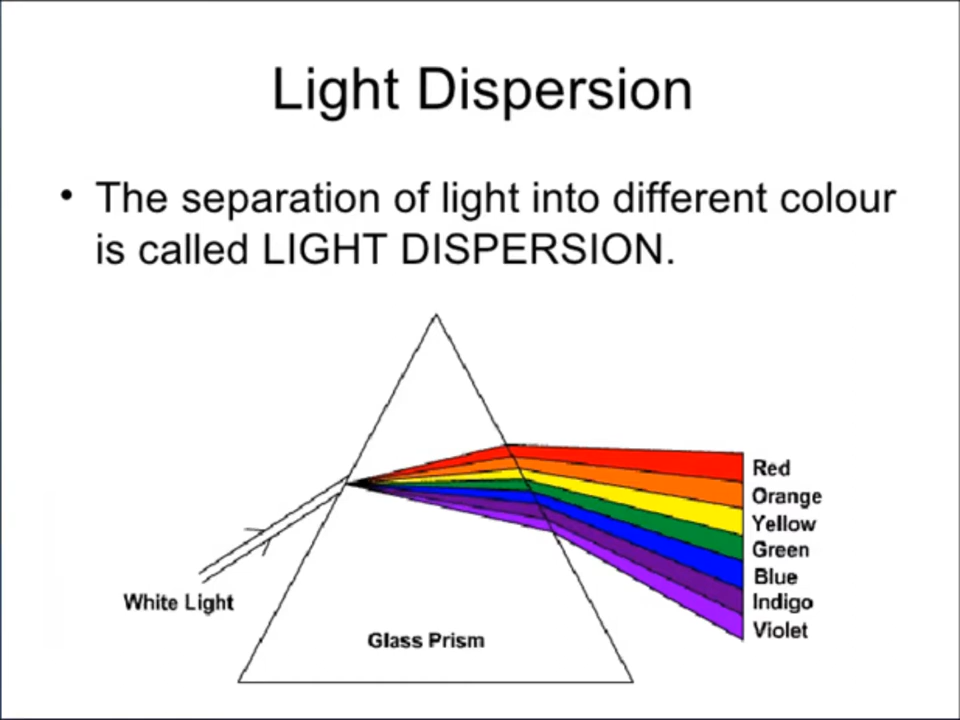 Light Dispersion
• The separation of light into different colour
is called LIGHT DISPERSION.
Red
Orange
Yellow
Green
Blue
Indigo
Violet
White Light
Glass Prism